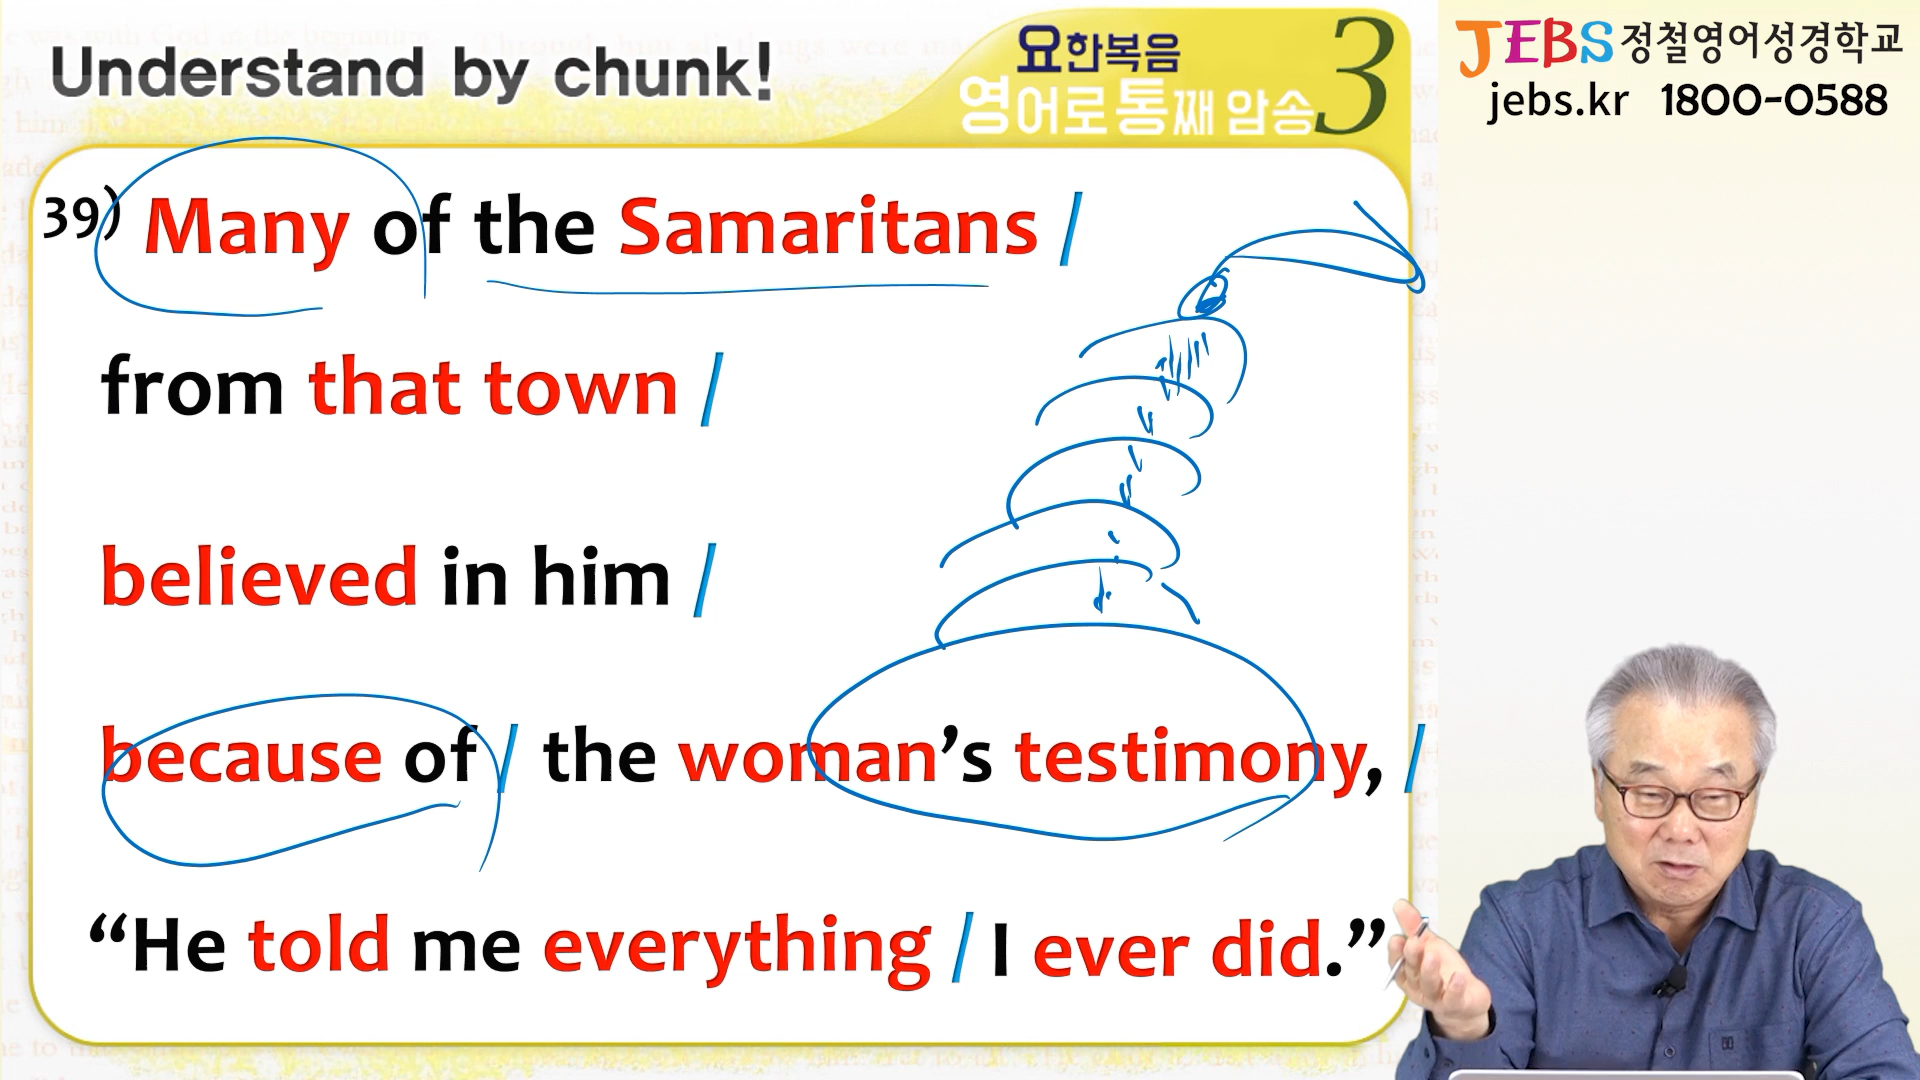 Understand by chunk!
요한복음
영어로 통째 암송 3
JEBS 정철영어성경학교
jebs.kr 1800-0588
39) Many of the Samaritans /
from that town /
believed in him /
because of / the woman’s testimony, /
“He told me everything / I ever did.”